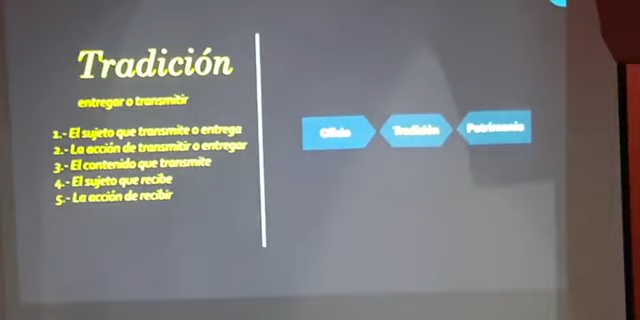 Tradición
entregar o transmitir
1.- El sujeto que transmite o entrega
2.- La acción de transmitir o entregar
3.- El contenido que transmite
4.- El sujeto que recibe
5.- La acción de recibir
Oficio
Tradición
Patrimonio